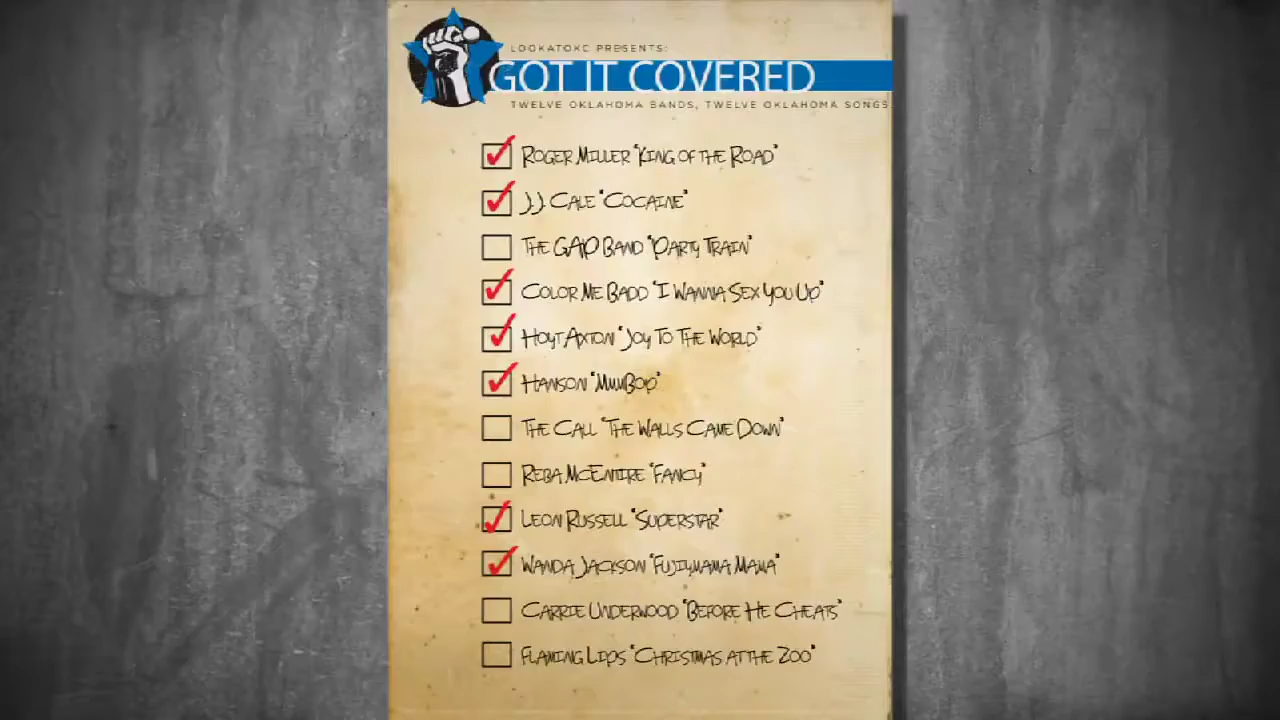 LOOKATOKC PRESENTS:
GOT IT COVERED
TWELVE OKLAHOMA BANDS, TWELVE OKLAHOMA SONGS.
ROGER MILLER "KING OF THE ROAD"
J.J. CALE "COCAINE"
THE GAP BAND "PARTY TRAIN"
COLOR ME BADD "I WANNA SEX YOU UP"
HOYT AXTON "JOY TO THE WORLD"
HANSON "MMMBOP"
THE CALL "THE WALLS CAME DOWN"
REBA MCENTIRE "FANCY"
LEON RUSSELL "SUPERSTAR"
WANDA JACKSON "FUJIYMAMA MAMA"
CARRIE UNDERWOOD "BEFORE HE CHEATS"
FLAMING LIPS "CHRISTMAS AT THE ZOO"